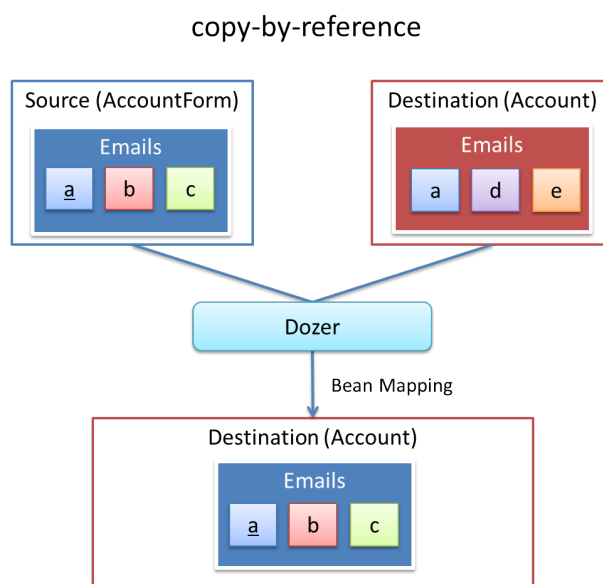 copy-by-reference
Source (AccountForm)
Emails
a b c
Destination (Account)
Emails
a d e
Dozer
Bean Mapping
Destination (Account)
Emails
a b c